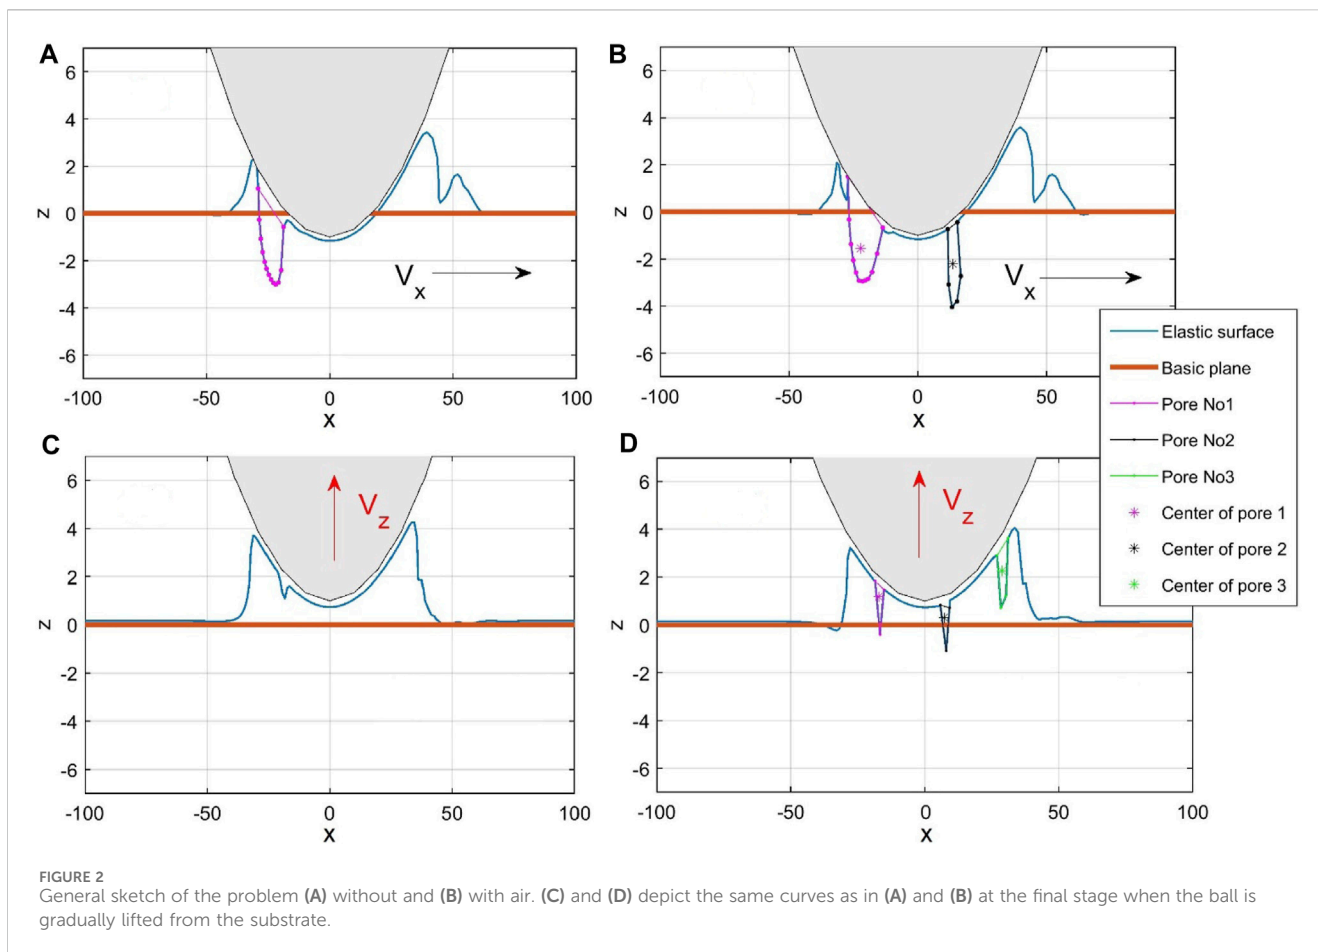 A
6
4
2
0
-2
-4
-6
z
-100
-50
0
50
100
x
Vx
B
6
4
2
0
-2
-4
-6
z
-100
-50
0
50
x
Vx
Elastic surface
Basic plane
Pore No1
Pore No2
Pore No3
Center of pore 1
Center of pore 2
Center of pore 3
C
6
4
2
0
-2
-4
-6
z
-100
-50
0
50
100
x
Vz
D
6
4
2
0
-2
-4
-6
z
-100
-50
0
50
100
x
Vz
FIGURE 2
General sketch of the problem (A) without and (B) with air. (C) and (D) depict the same curves as in (A) and (B) at the final stage when the ball is
gradually lifted from the substrate.